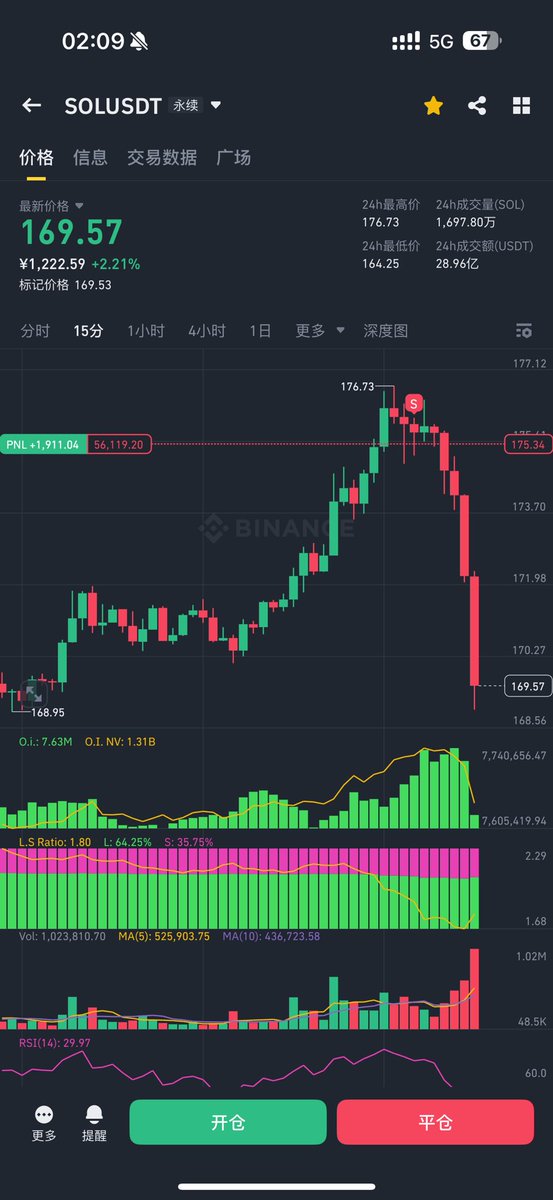 02:09 5G 67
SOLUSDT 永续
价格 信息 交易数据 广场
最新价格
169.57
¥1,222.59 +2.21%
标记价格 169.53
24h最高价 24h成交量(SOL)
176.73 1,697.80万
24h最低价 24h成交额(USDT)
164.25 28.96亿
分时 15分 1小时 4小时 1日 更多 深度图
177.12
176.73
S
PNL +1,911.04 56,119.20 175.34
173.70
BINANCE
171.98
170.27
169.57
168.95
168.56
O.i.: 7.63M O.I. NV: 1.31B
7,740,656.47
7,605,419.94
L.S Ratio: 1.80 L: 64.25% S: 35.75%
2.29
1.68
Vol: 1,023,810.70 MA(5): 525,903.75 MA(10): 436,723.58
1.02M
48.5K
RSI(14): 29.97
60.0
更多 提醒 开仓 平仓